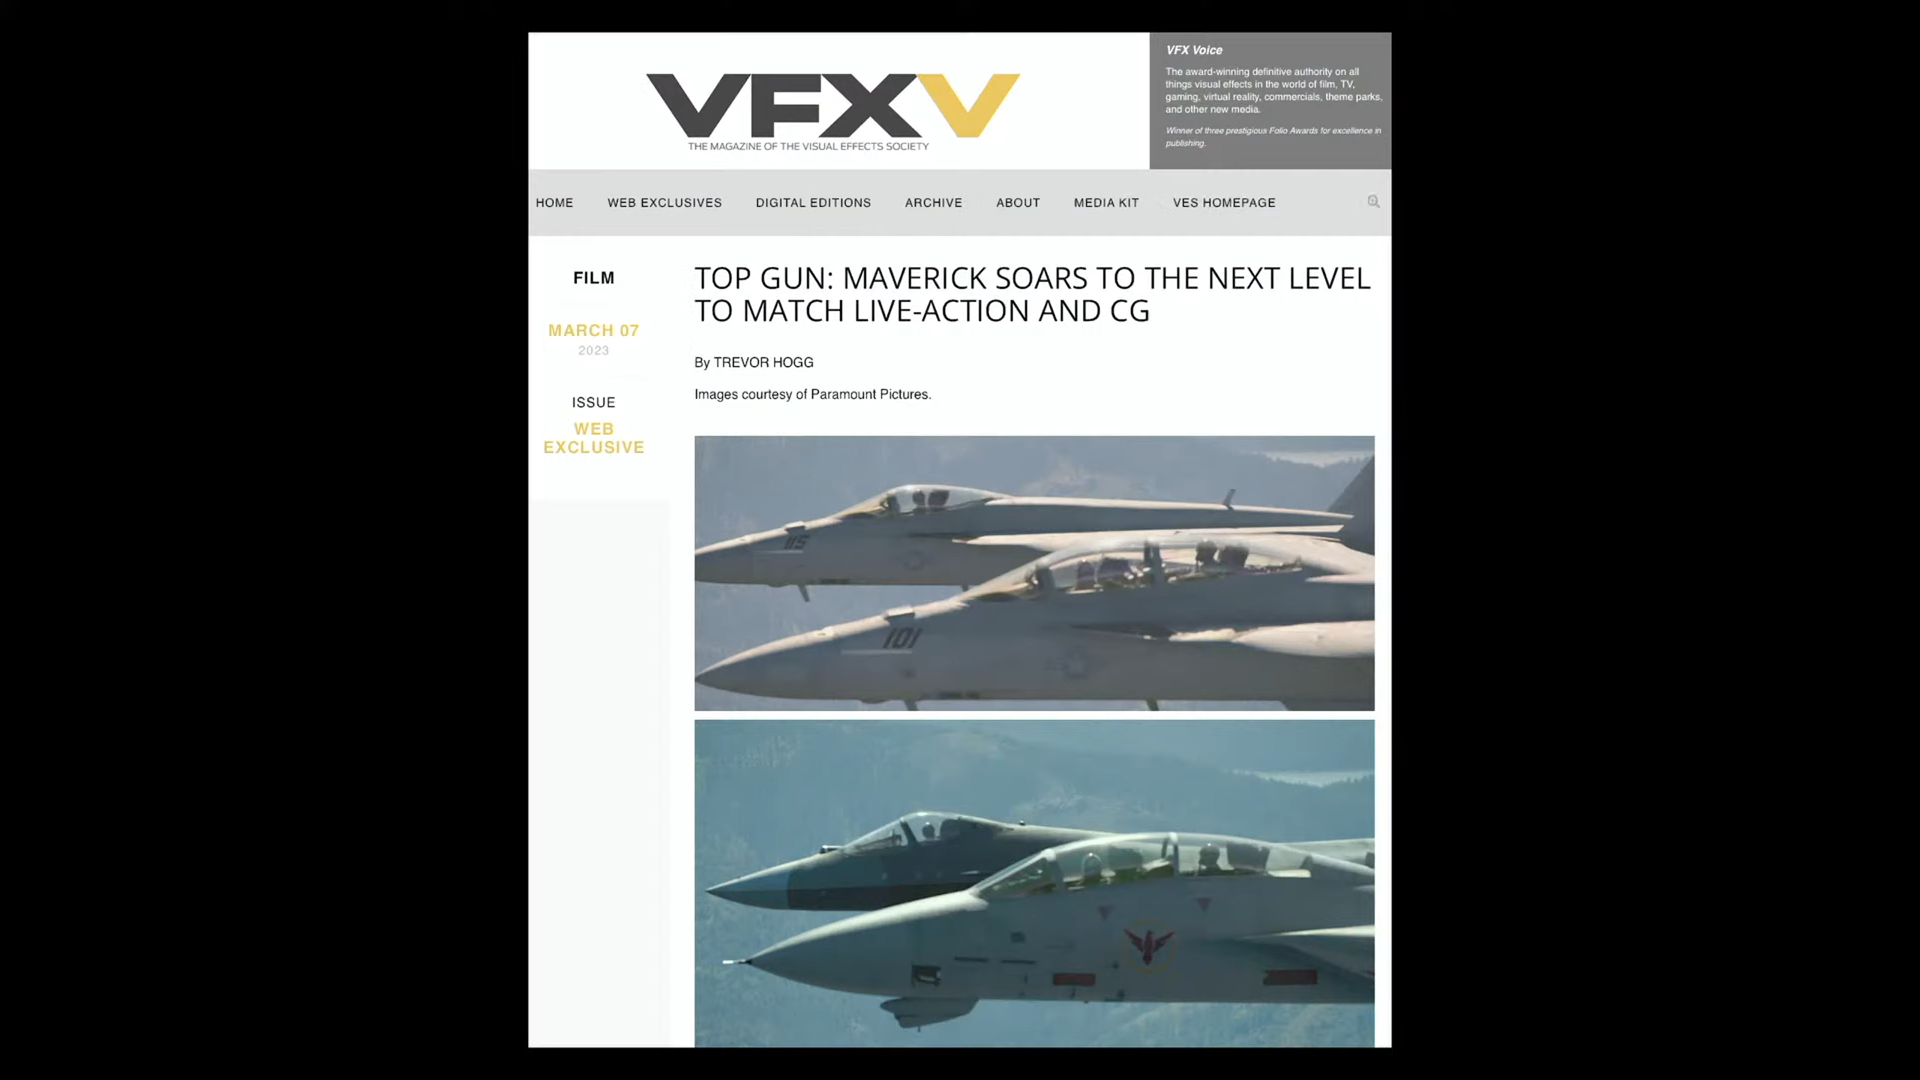 VFXV
THE MAGAZINE OF THE VISUAL EFFECTS SOCIETY
VFX Voice
The award-winning definitive authority on all
things visual effects in the world of film, TV,
gaming, virtual reality, commercials, theme parks,
and other new media.
Winner of three prestigious Folio Awards for excellence in
publishing.
HOME WEB EXCLUSIVES DIGITAL EDITIONS ARCHIVE ABOUT MEDIA KIT VES HOMEPAGE
FILM
MARCH 07
2023
ISSUE
WEB
EXCLUSIVE
TOP GUN: MAVERICK SOARS TO THE NEXT LEVEL
TO MATCH LIVE-ACTION AND CG
By TREVOR HOGG
Images courtesy of Paramount Pictures.
115
101